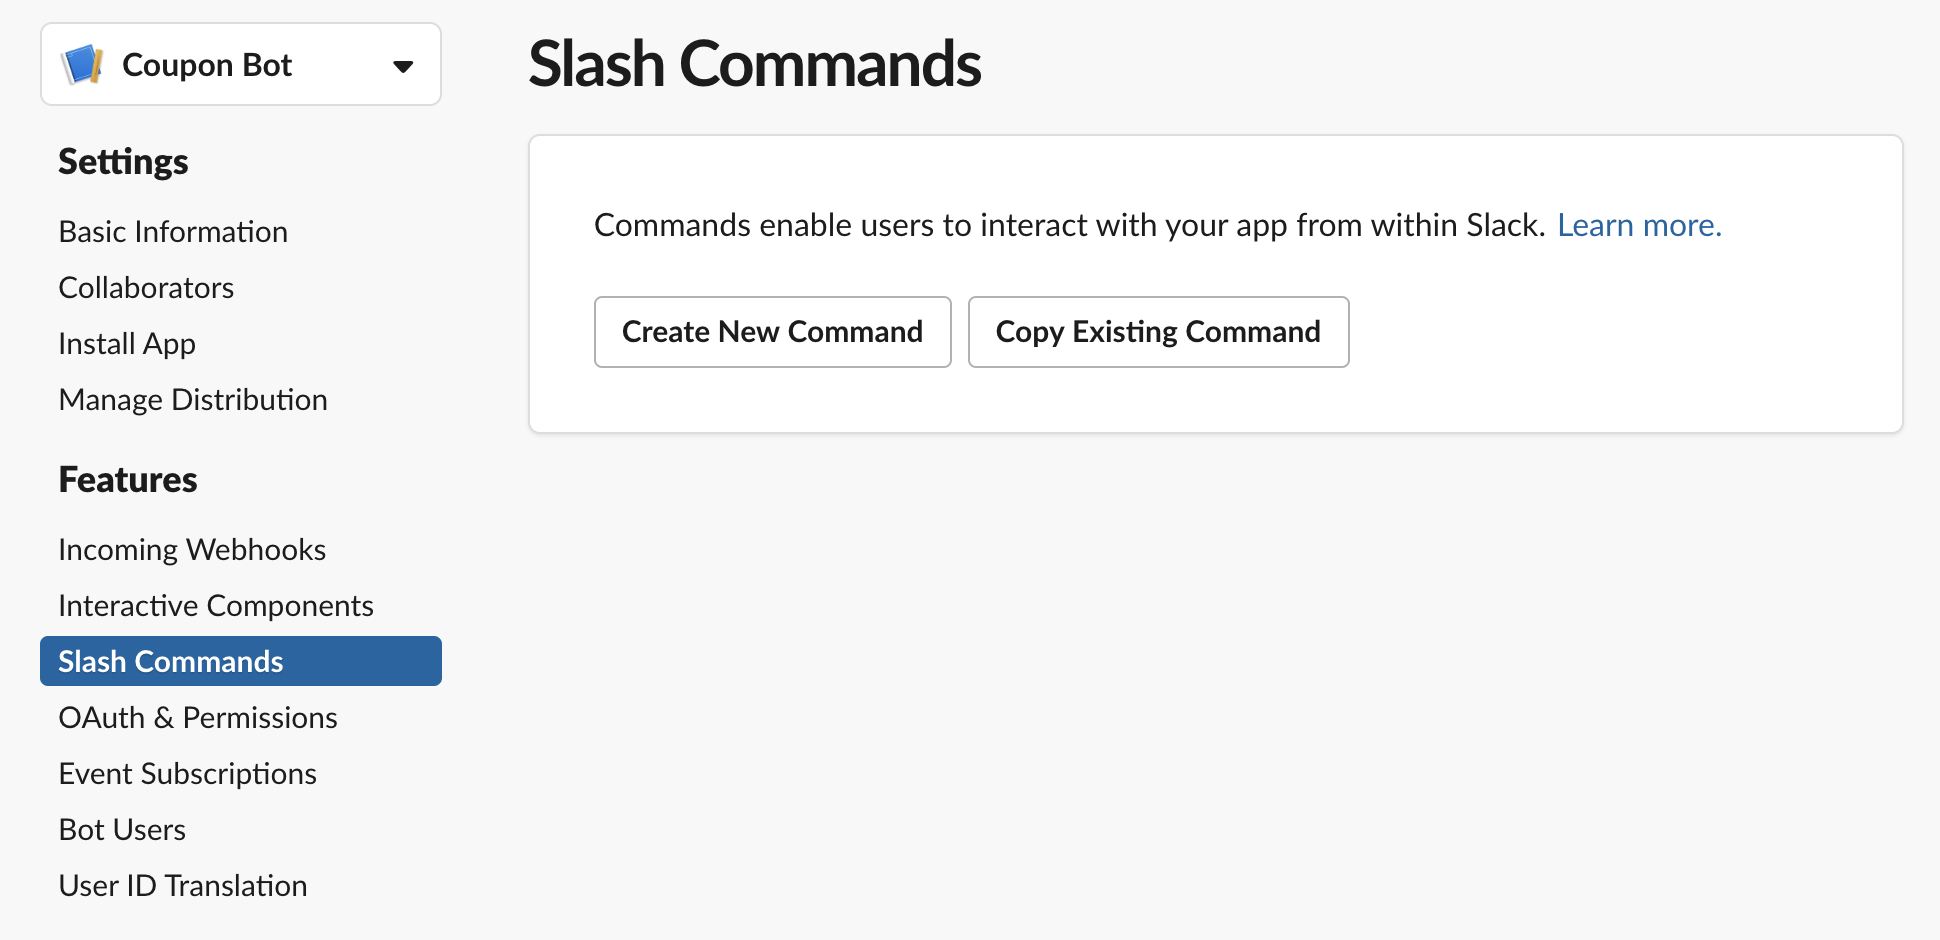 Coupon Bot
Settings
Basic Information
Collaborators
Install App
Manage Distribution
Features
Incoming Webhooks
Interactive Components
Slash Commands
OAuth & Permissions
Event Subscriptions
Bot Users
User ID Translation
Slash Commands
Commands enable users to interact with your app from within Slack. Learn more.
Create New Command
Copy Existing Command